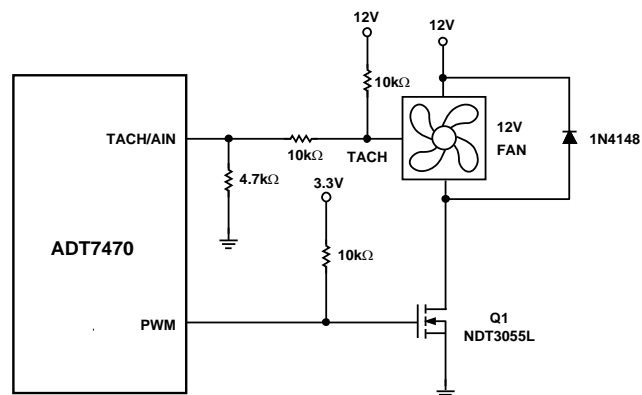 12V
12V
10kΩ
TACH/AIN
10kΩ
TACH
12V
FAN
1N4148
4.7kΩ
3.3V
ADT7470
10kΩ
PWM
Q1
NDT3055L